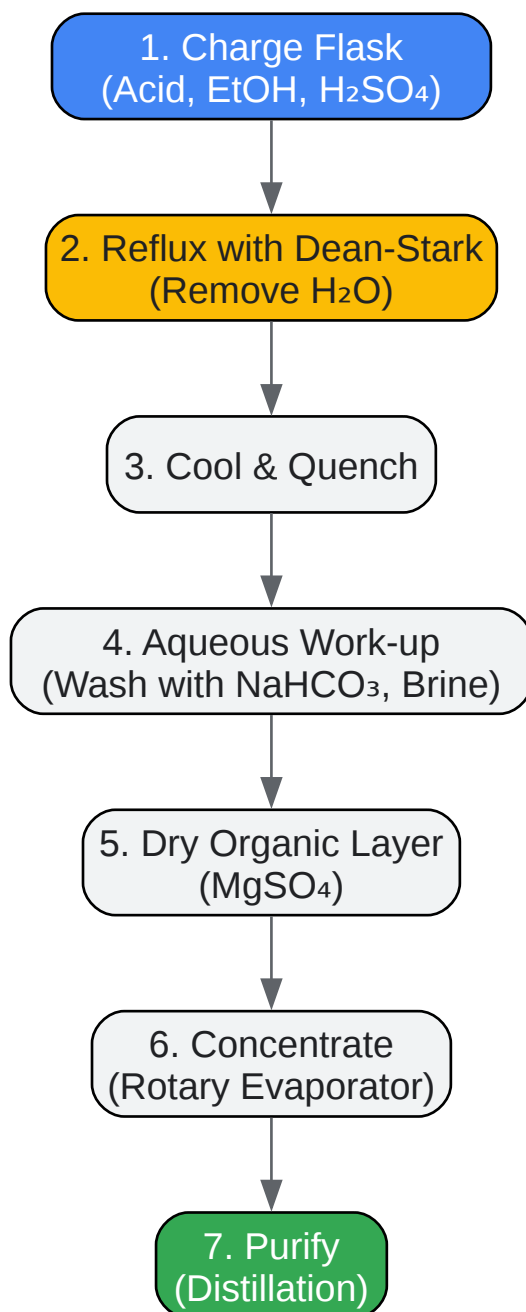 1. Charge Flask
(Acid, EtOH, H₂SO₄)
2. Reflux with Dean-Stark
(Remove H₂O)
3. Cool & Quench
4. Aqueous Work-up
(Wash with NaHCO₃, Brine)
5. Dry Organic Layer
(MgSO₄)
6. Concentrate
(Rotary Evaporator)
7. Purify
(Distillation)